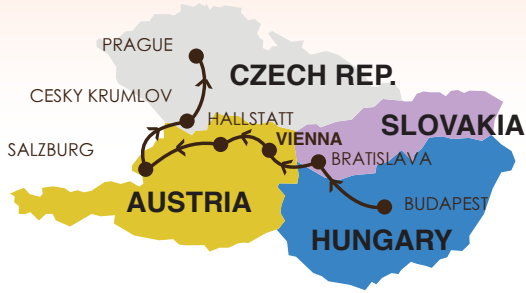 PRAGUE
CZECH REP.
CESKY KRUMLOV
HALLSTATT
SLOVAKIA
VIENNA
SALZBURG
BRATISLAVA
AUSTRIA
BUDAPEST
HUNGARY